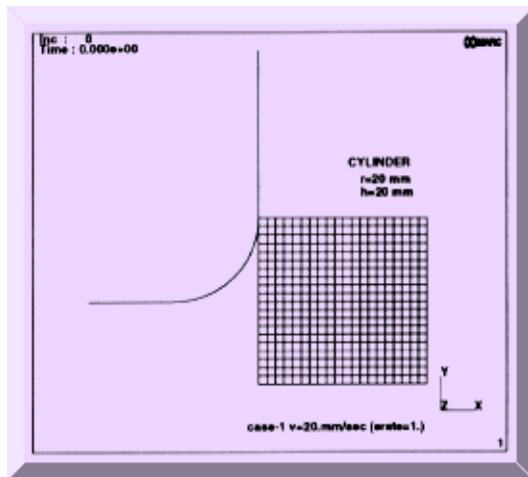 Inc : 0
Time : 0.000e+00
MARC
CYLINDER
r=20 mm
h=20 mm
Y
Z X
case-1 v=20.mm/sec (erate=1.)
1